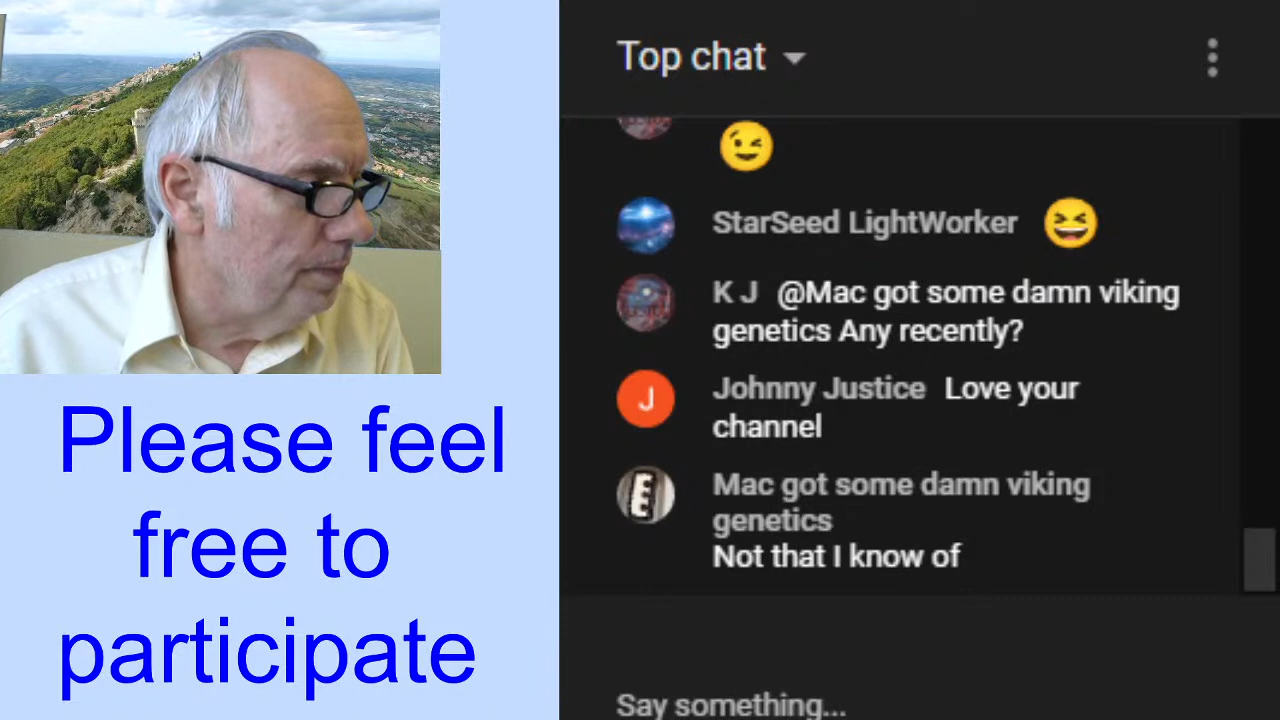 Top chat
StarSeed LightWorker
K J @Mac got some damn viking
genetics Any recently?
J Johnny Justice Love your
channel
Mac got some damn viking
genetics
Not that I know of
Say something...
Please feel
free to
participate